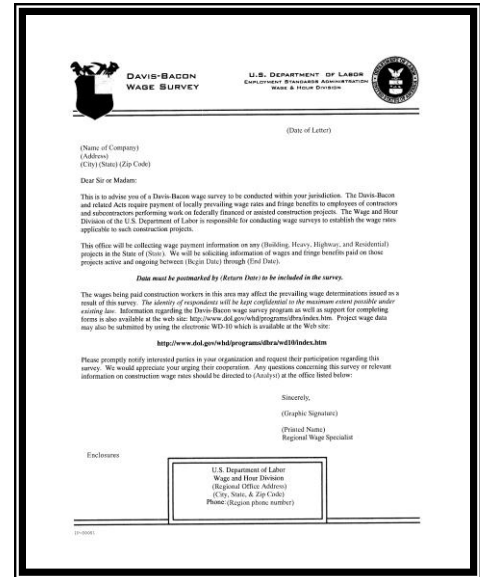 DAVIS-BACON
WAGE SURVEY
U.S. DEPARTMENT OF LABOR
EMPLOYMENT STANDARDS ADMINISTRATION
WAGE & HOUR DIVISION
(Date of Letter)
(Name of Company)
(Address)
(City) (State) (Zip Code)
Dear Sir or Madam:
This is to advise you of a Davis-Bacon wage survey to be conducted within your jurisdiction. The Davis-Bacon
and related Acts require payment of locally prevailing wage rates and fringe benefits to employees of contractors
and subcontractors performing work on federally financed or assisted construction projects. The Wage and Hour
Division of the U.S. Department of Labor is responsible for conducting wage surveys to establish the wage rates
applicable to such construction projects.
This office will be collecting wage payment information on any (Building, Heavy, Highway, and Residential)
projects in the State of (State). We will be soliciting information of wages and fringe benefits paid on those
projects active and ongoing between (Begin Date) through (End Date).
Data must be postmarked by (Return Date) to be included in the survey.
The wages being paid construction workers in this area may affect the prevailing wage determinations issued as a
result of this survey. The identity of respondents will be kept confidential to the maximum extent possible under
existing law. Information regarding the Davis-Bacon wage survey program as well as support for completing
forms is also available at the web site: http://www.dol.gov/whd/programs/dbra/index.htm. Project wage data
may also be submitted by using the electronic WD-10 which is available at the Web site:
http://www.dol.gov/whd/programs/dbra/wd10/index.htm
Please promptly notify interested parties in your organization and request their participation regarding this
survey. We would appreciate your urging their cooperation. Any questions concerning this survey or relevant
information on construction wage rates should be directed to (Analyst) at the office listed below:
Sincerely,
(Graphic Signature)
(Printed Name)
Regional Wage Specialist
Enclosures
U.S. Department of Labor
Wage and Hour Division
(Regional Office Address)
(City, State, & Zip Code)
Phone: (Region phone number)